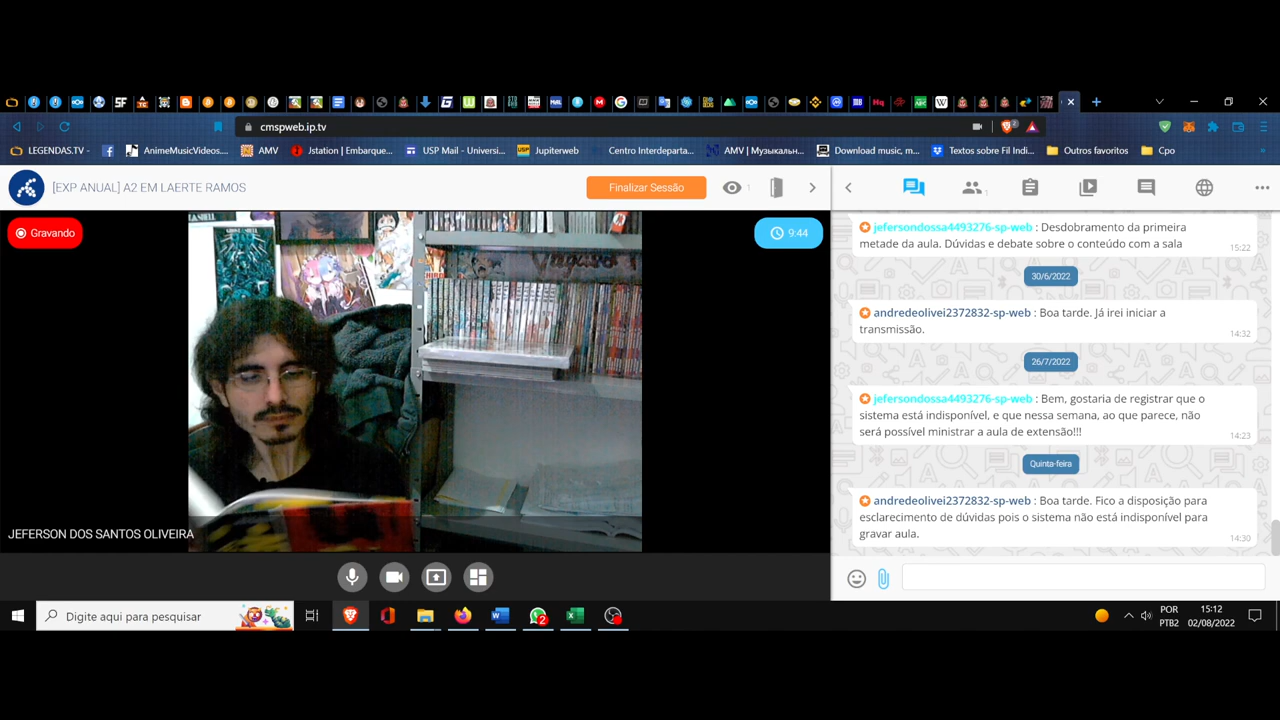 cmspweb.ip.tv
2
LEGENDAS.TV -
AnimeMusicVideos...
AMV
Jstation | Embarque...
USP Mail - Universi...
Jupiterweb
Centro Interdeparta...
AMV | Музыкальн...
Download music, m...
Textos sobre Fil Indi...
Outros favoritos
Cpo
[EXP ANUAL] A2 EM LAERTE RAMOS
Finalizar Sessão
1
1
Gravando
9:44
JEFERSON DOS SANTOS OLIVEIRA
jefersondossa4493276-sp-web : Desdobramento da primeira
metade da aula. Dúvidas e debate sobre o conteúdo com a sala
15:22
30/6/2022
andredeolivei2372832-sp-web : Boa tarde. Já irei iniciar a
transmissão.
14:32
26/7/2022
jefersondossa4493276-sp-web : Bem, gostaria de registrar que o
sistema está indisponível, e que nessa semana, ao que parece, não
será possível ministrar a aula de extensão!!!
14:23
Quinta-feira
andredeolivei2372832-sp-web : Boa tarde. Fico a disposição para
esclarecimento de dúvidas pois o sistema não está indisponível para
gravar aula.
14:30
Digite aqui para pesquisar
2
POR
PTB2
15:12
02/08/2022